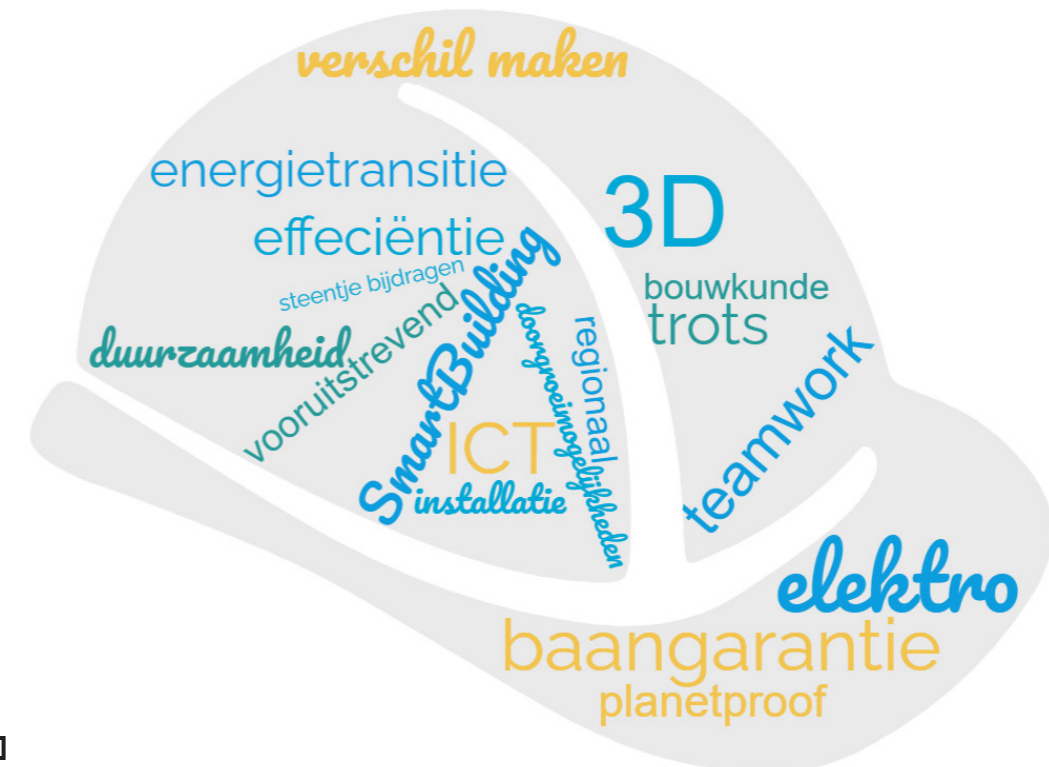 verschil maken
energietransitie
3D
effeciëntie
steentje bijdragen
SmartBuilding
bouwkunde
trots
duurzaamheid
vooruitstrevend
doorgroeimogelijkheden
regionaal
teamwork
ICT
installatie
elektro
baangarantie
planetproof